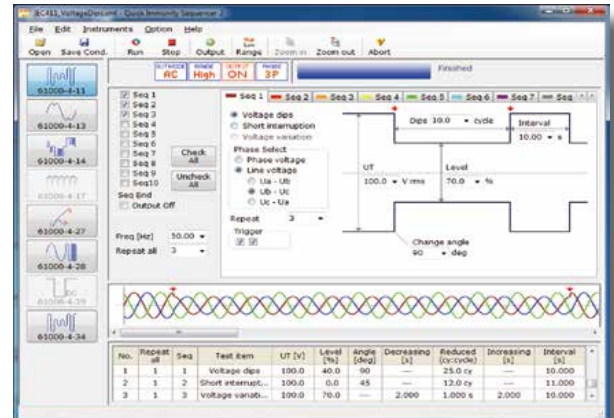 IEC411_VoltageDips.xml - Quick Immunity Sequencer 2
File Edit Instruments Option Help
Open Save Cond. Run Stop Output Range Zoom in Zoom out Abort
61000-4-11
61000-4-13
61000-4-14
61000-4-17
61000-4-27
61000-4-28
61000-4-29
61000-4-34
AC High ON 3P
Finished
Seq 1
Seq 2
Seq 3
Seq 4
Seq 5
Seq 6
Seq 7
Seq 8
Seq 9
Seq10
Check All
Uncheck All
Seq End
Output Off
Freq [Hz] 50.00
Repeat all 3
Seq 1 Seq 2 Seq 3 Seq 4 Seq 5 Seq 6 Seq 7 Seq
Voltage dips
Short interruption
Voltage variation
Phase Select
Phase voltage
Line voltage
Ua - Ub
Ub - Uc
Uc - Ua
Repeat 3
Trigger
Dips 10.0 cycle
Interval
10.00 s
UT
100.0 V rms
Level
70.0 %
Change angle
90 deg
No. Repeat all Seq Test item UT [V] Level [%] Angle [deg] Decreasing [s] Reduced (cy:cycle) Increasing [s] Interval [s]
1 1 1 Voltage dips 100.0 40.0 90 --- 25.0 cy --- 10.000
2 1 2 Short interrupt... 100.0 0.0 45 --- 12.0 cy --- 11.000
3 1 3 Voltage variati... 100.0 70.0 --- 2.000 1.000 s 2.000 10.000